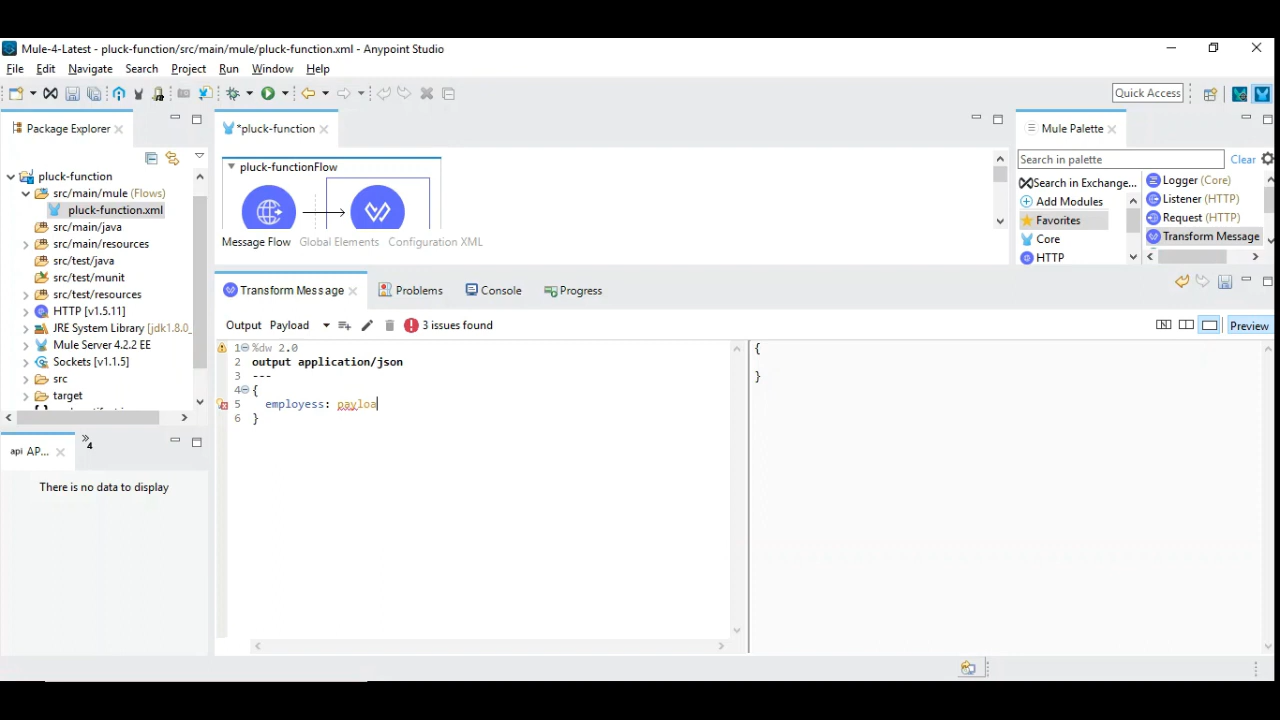 Mule-4-Latest - pluck-function/src/main/mule/pluck-function.xml - Anypoint Studio
File Edit Navigate Search Project Run Window Help
Quick Access
Package Explorer
*pluck-function
Mule Palette
pluck-function
src/main/mule (Flows)
pluck-function.xml
src/main/java
src/main/resources
src/test/java
src/test/munit
src/test/resources
HTTP [v1.5.11]
JRE System Library [jdk1.8.0_
Mule Server 4.2.2 EE
Sockets [v1.1.5]
src
target
pluck-functionFlow
Message Flow Global Elements Configuration XML
Search in palette
Clear
Search in Exchange...
Add Modules
Favorites
Core
HTTP
Logger (Core)
Listener (HTTP)
Request (HTTP)
Transform Message
Transform Message Problems Console Progress
Output Payload 3 issues found Preview
1 %dw 2.0
2 output application/json
3 ---
4 {
5 employess: payloa
6 }
{
}
api AP...
4
There is no data to display